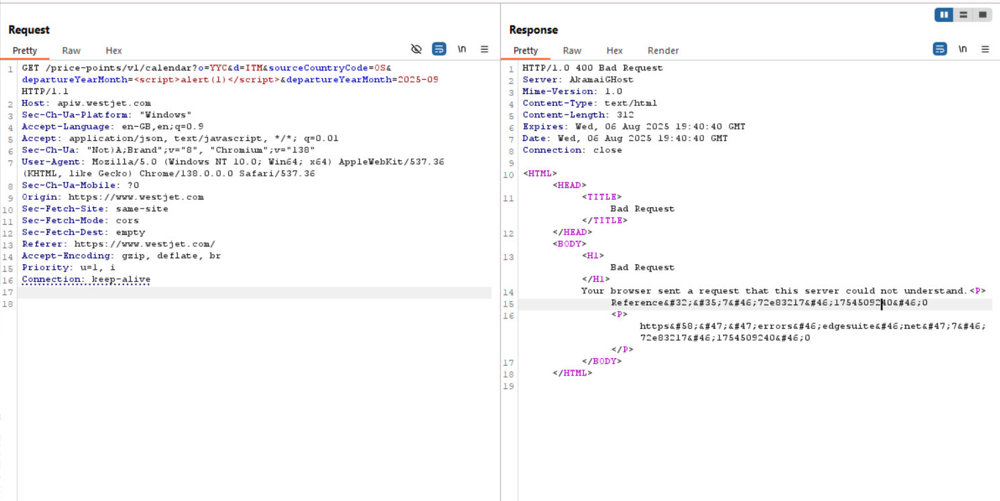 Request
Pretty Raw Hex \n
1 GET /price-points/v1/calendar?o=YYC&d=ITM&sourceCountryCode=OS&
departureYearMonth=<script>alert(1)</script>&departureYearMonth=2025-09
HTTP/1.1
2 Host: apiw.westjet.com
3 Sec-Ch-Ua-Platform: "Windows"
4 Accept-Language: en-GB,en;q=0.9
5 Accept: application/json, text/javascript, */*; q=0.01
6 Sec-Ch-Ua: "Not)A;Brand";v="8", "Chromium";v="138"
7 User-Agent: Mozilla/5.0 (Windows NT 10.0; Win64; x64) AppleWebKit/537.36
(KHTML, like Gecko) Chrome/138.0.0.0 Safari/537.36
8 Sec-Ch-Ua-Mobile: ?0
9 Origin: https://www.westjet.com
10 Sec-Fetch-Site: same-site
11 Sec-Fetch-Mode: cors
12 Sec-Fetch-Dest: empty
13 Referer: https://www.westjet.com/
14 Accept-Encoding: gzip, deflate, br
15 Priority: u=1, i
16 Connection: keep-alive
17
18
Response
Pretty Raw Hex Render \n
1 HTTP/1.0 400 Bad Request
2 Server: AkamaiGHost
3 Mime-Version: 1.0
4 Content-Type: text/html
5 Content-Length: 312
6 Expires: Wed, 06 Aug 2025 19:40:40 GMT
7 Date: Wed, 06 Aug 2025 19:40:40 GMT
8 Connection: close
9
10 <HTML>
<HEAD>
11 <TITLE>
Bad Request
</TITLE>
12 </HEAD>
<BODY>
13 <H1>
Bad Request
</H1>
14 Your browser sent a request that this server could not understand.<P>
15 Reference&#32;&#35;7&#46;72e83217&#46;1754509240&#46;0
16 <P>
https&#58;&#47;&#47;errors&#46;edgesuite&#46;net&#47;7&#46;
72e83217&#46;1754509240&#46;0
</P>
17 </BODY>
18 </HTML>
19